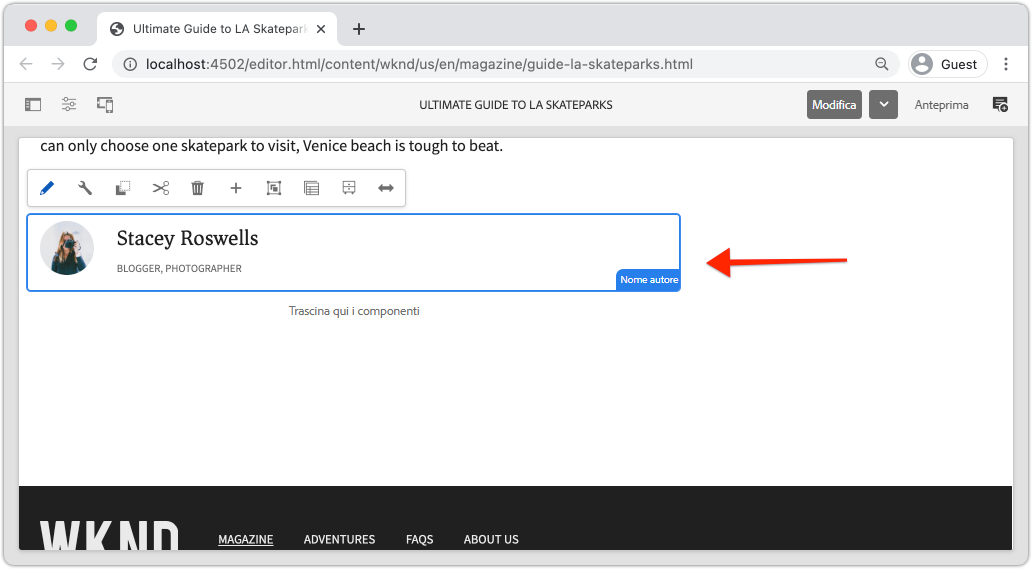 Ultimate Guide to LA Skatepar
localhost:4502/editor.html/content/wknd/us/en/magazine/guide-la-skateparks.html
Guest
ULTIMATE GUIDE TO LA SKATEPARKS
Modifica
Anteprima
can only choose one skatepark to visit, Venice beach is tough to beat.
Stacey Roswells
BLOGGER, PHOTOGRAPHER
Nome autore
Trascina qui i componenti
WKND
MAGAZINE
ADVENTURES
FAQS
ABOUT US